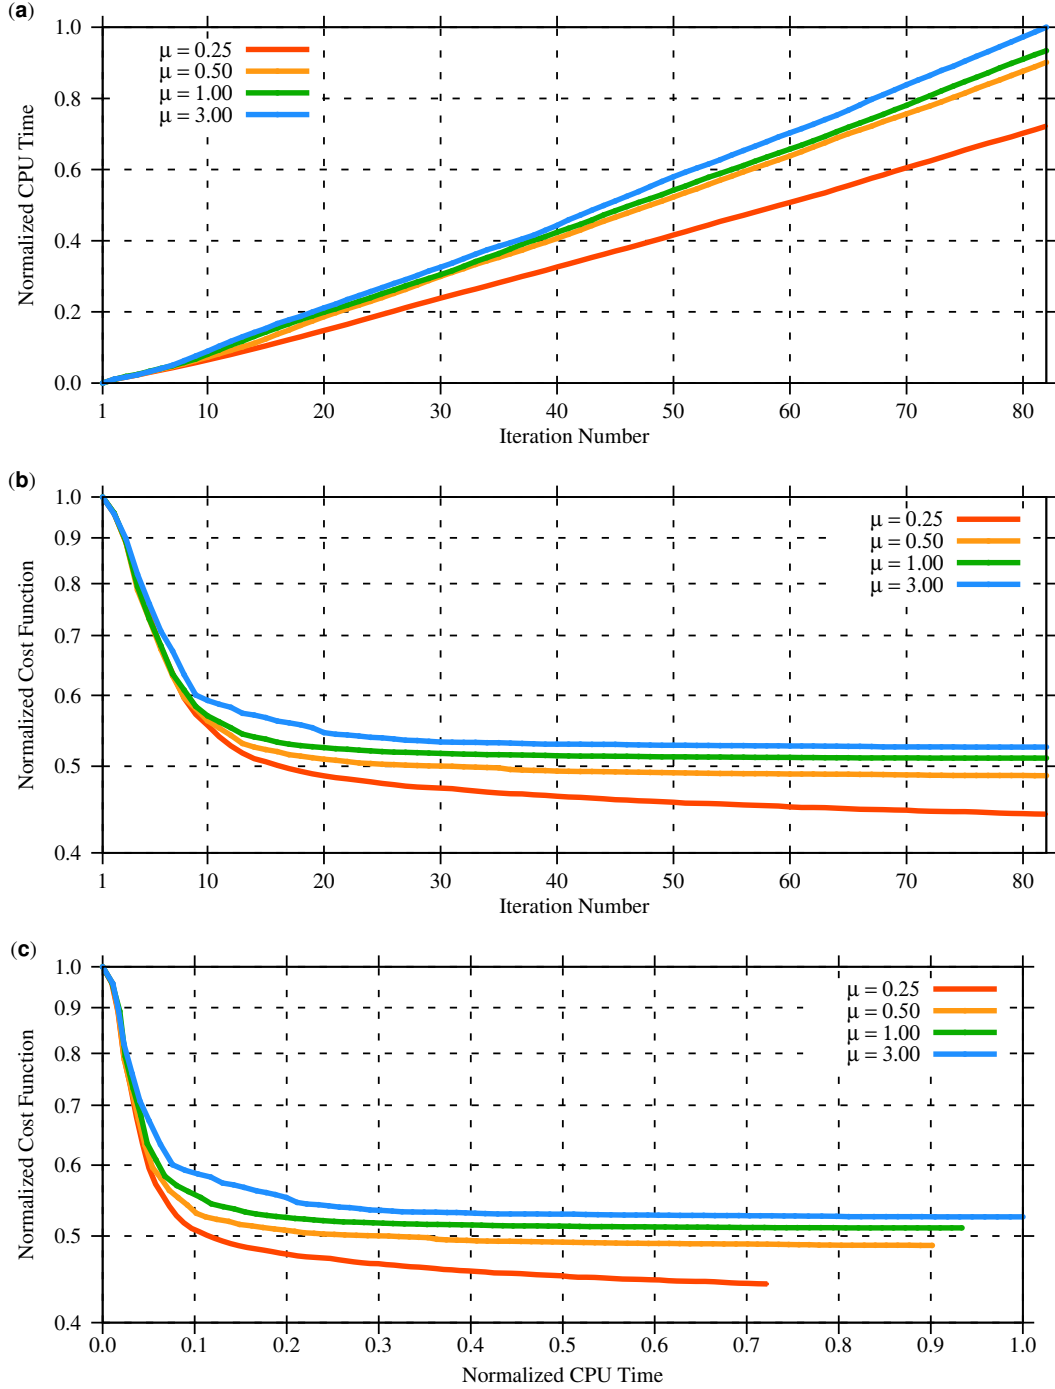 (a)
Normalized CPU Time
1.0
0.8
0.6
0.4
0.2
0.0
μ = 0.25
μ = 0.50
μ = 1.00
μ = 3.00
1 10 20 30 40 50 60 70 80
Iteration Number
(b)
Normalized Cost Function
1.0
0.9
0.8
0.7
0.6
0.5
0.4
μ = 0.25
μ = 0.50
μ = 1.00
μ = 3.00
1 10 20 30 40 50 60 70 80
Iteration Number
(c)
Normalized Cost Function
1.0
0.9
0.8
0.7
0.6
0.5
0.4
μ = 0.25
μ = 0.50
μ = 1.00
μ = 3.00
0.0 0.1 0.2 0.3 0.4 0.5 0.6 0.7 0.8 0.9 1.0
Normalized CPU Time